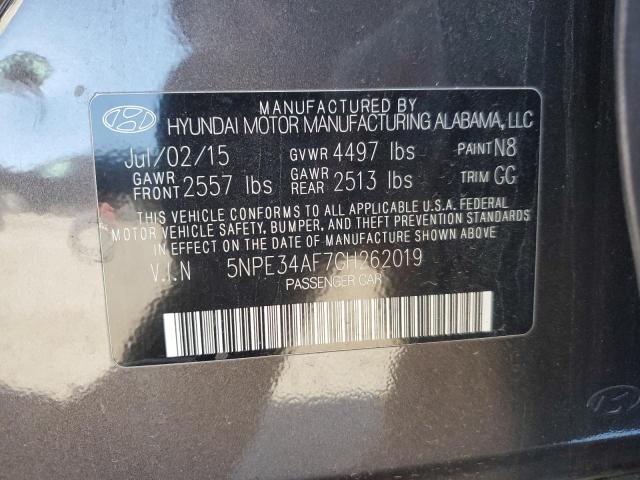 MANUFACTURED BY
HYUNDAI MOTOR MANUFACTURING ALABAMA, LLC
Jul/02/15 GVWR 4497 lbs PAINT N8
GAWR FRONT 2557 lbs GAWR REAR 2513 lbs TRIM GG
THIS VEHICLE CONFORMS TO ALL APPLICABLE U.S.A. FEDERAL
MOTOR VEHICLE SAFETY, BUMPER, AND THEFT PREVENTION STANDARDS
IN EFFECT ON THE DATE OF MANUFACTURE SHOWN ABOVE.
V.I.N 5NPE34AF7GH262019
PASSENGER CAR